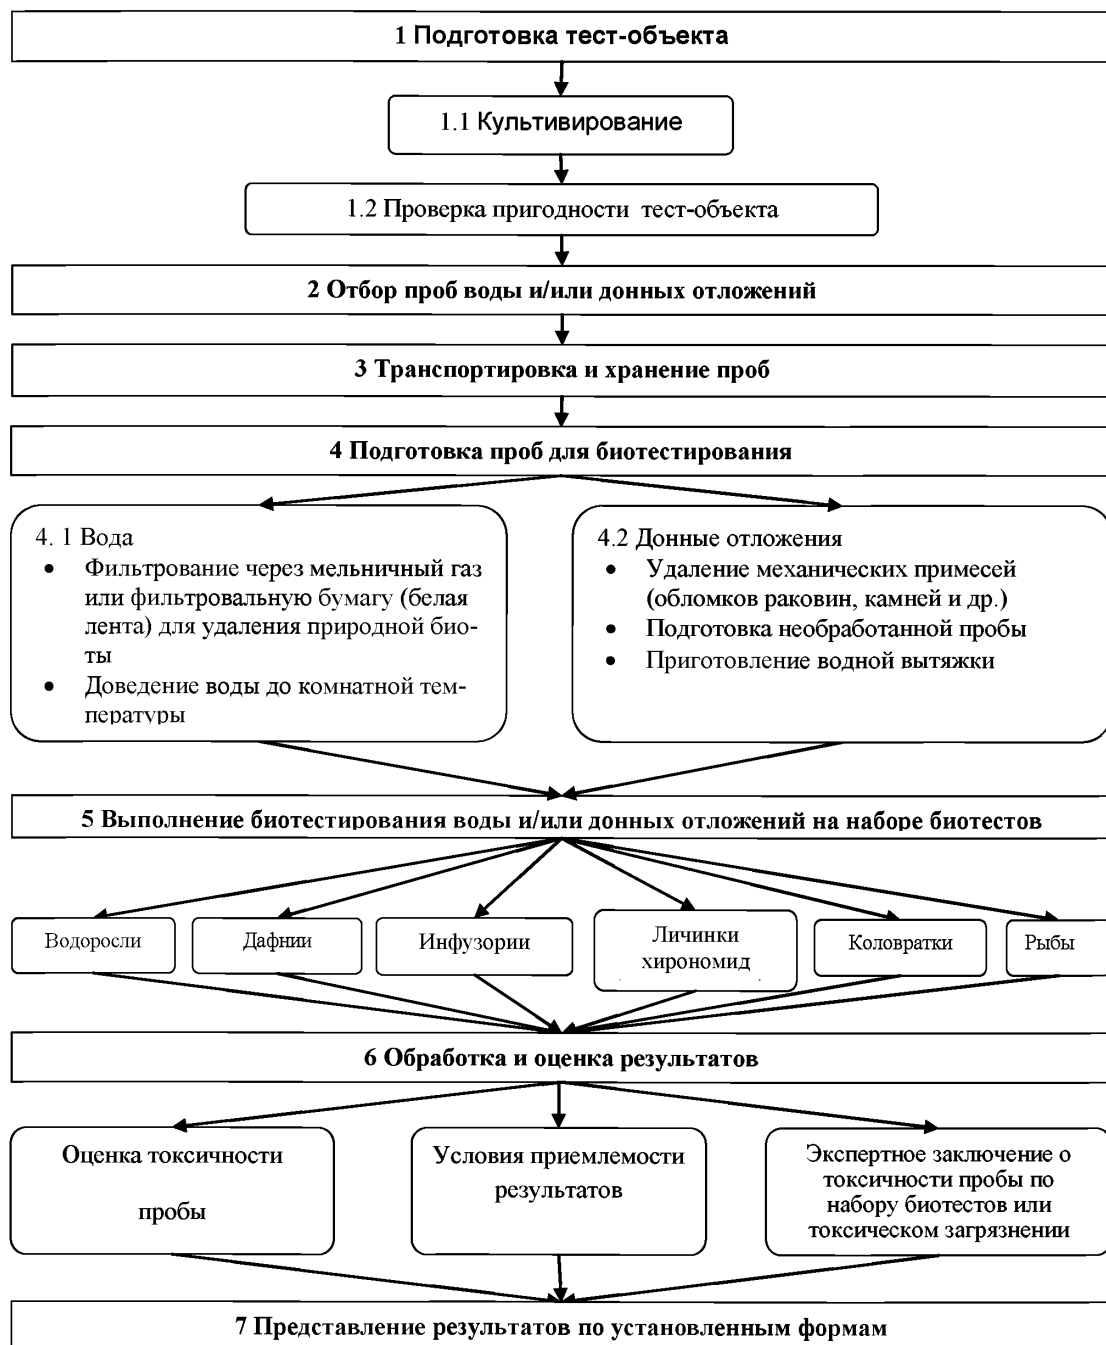 1 Подготовка тест-объекта
1.1 Культивирование
1.2 Проверка пригодности тест-объекта
2 Отбор проб воды и/или донных отложений
3 Транспортировка и хранение проб
4 Подготовка проб для биотестирования
4. 1 Вода
• Фильтрование через мельничный газ
или фильтровальную бумагу (белая
лента) для удаления природной био-
ты
• Доведение воды до комнатной тем-
пературы
4.2 Донные отложения
• Удаление механических примесей
(обломков раковин, камней и др.)
• Подготовка необработанной пробы
• Приготовление водной вытяжки
5 Выполнение биотестирования воды и/или донных отложений на наборе биотестов
Водоросли
Дафнии
Инфузории
Личинки
хирономид
Коловратки
Рыбы
6 Обработка и оценка результатов
Оценка токсичности
пробы
Условия приемлемости
результатов
Экспертное заключение о
токсичности пробы по
набору биотестов или
токсическом загрязнении
7 Представление результатов по установленным формам